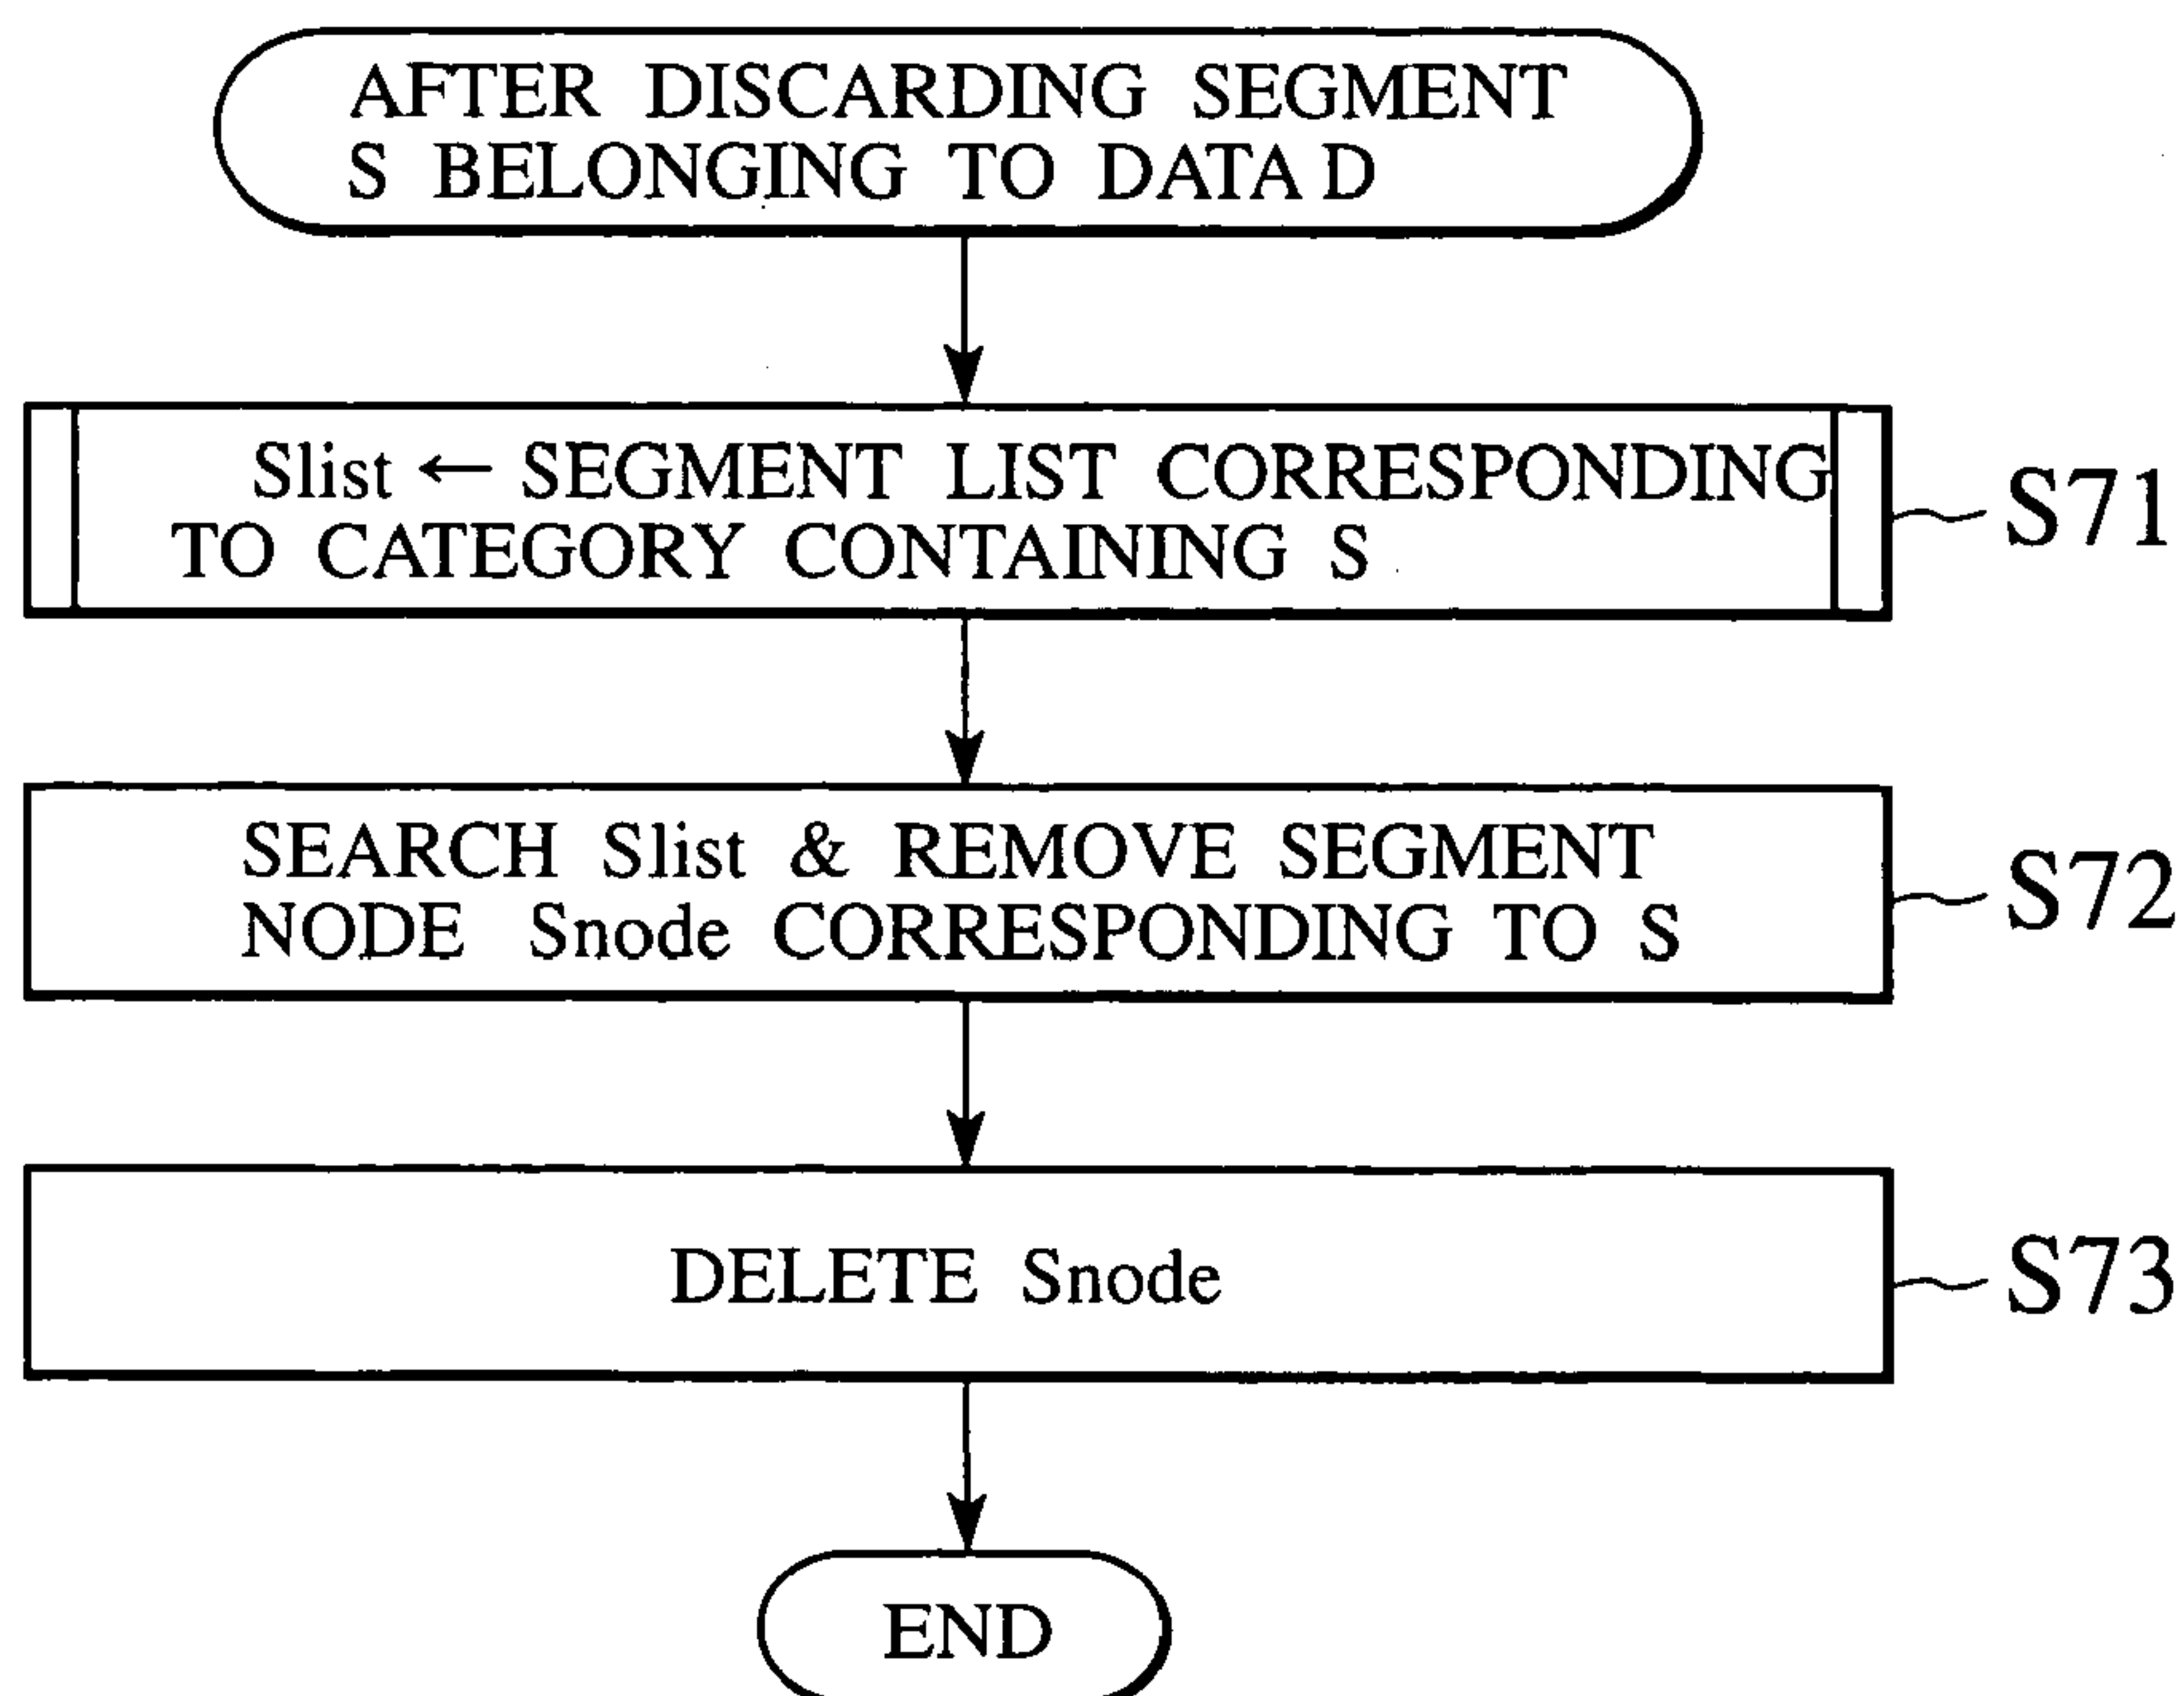 AFTER DISCARDING SEGMENT
S BELONGING TO DATA D
Slist ← SEGMENT LIST CORRESPONDING
TO CATEGORY CONTAINING S
S71
SEARCH Slist & REMOVE SEGMENT
NODE Snode CORRESPONDING TO S
S72
DELETE Snode
S73
END